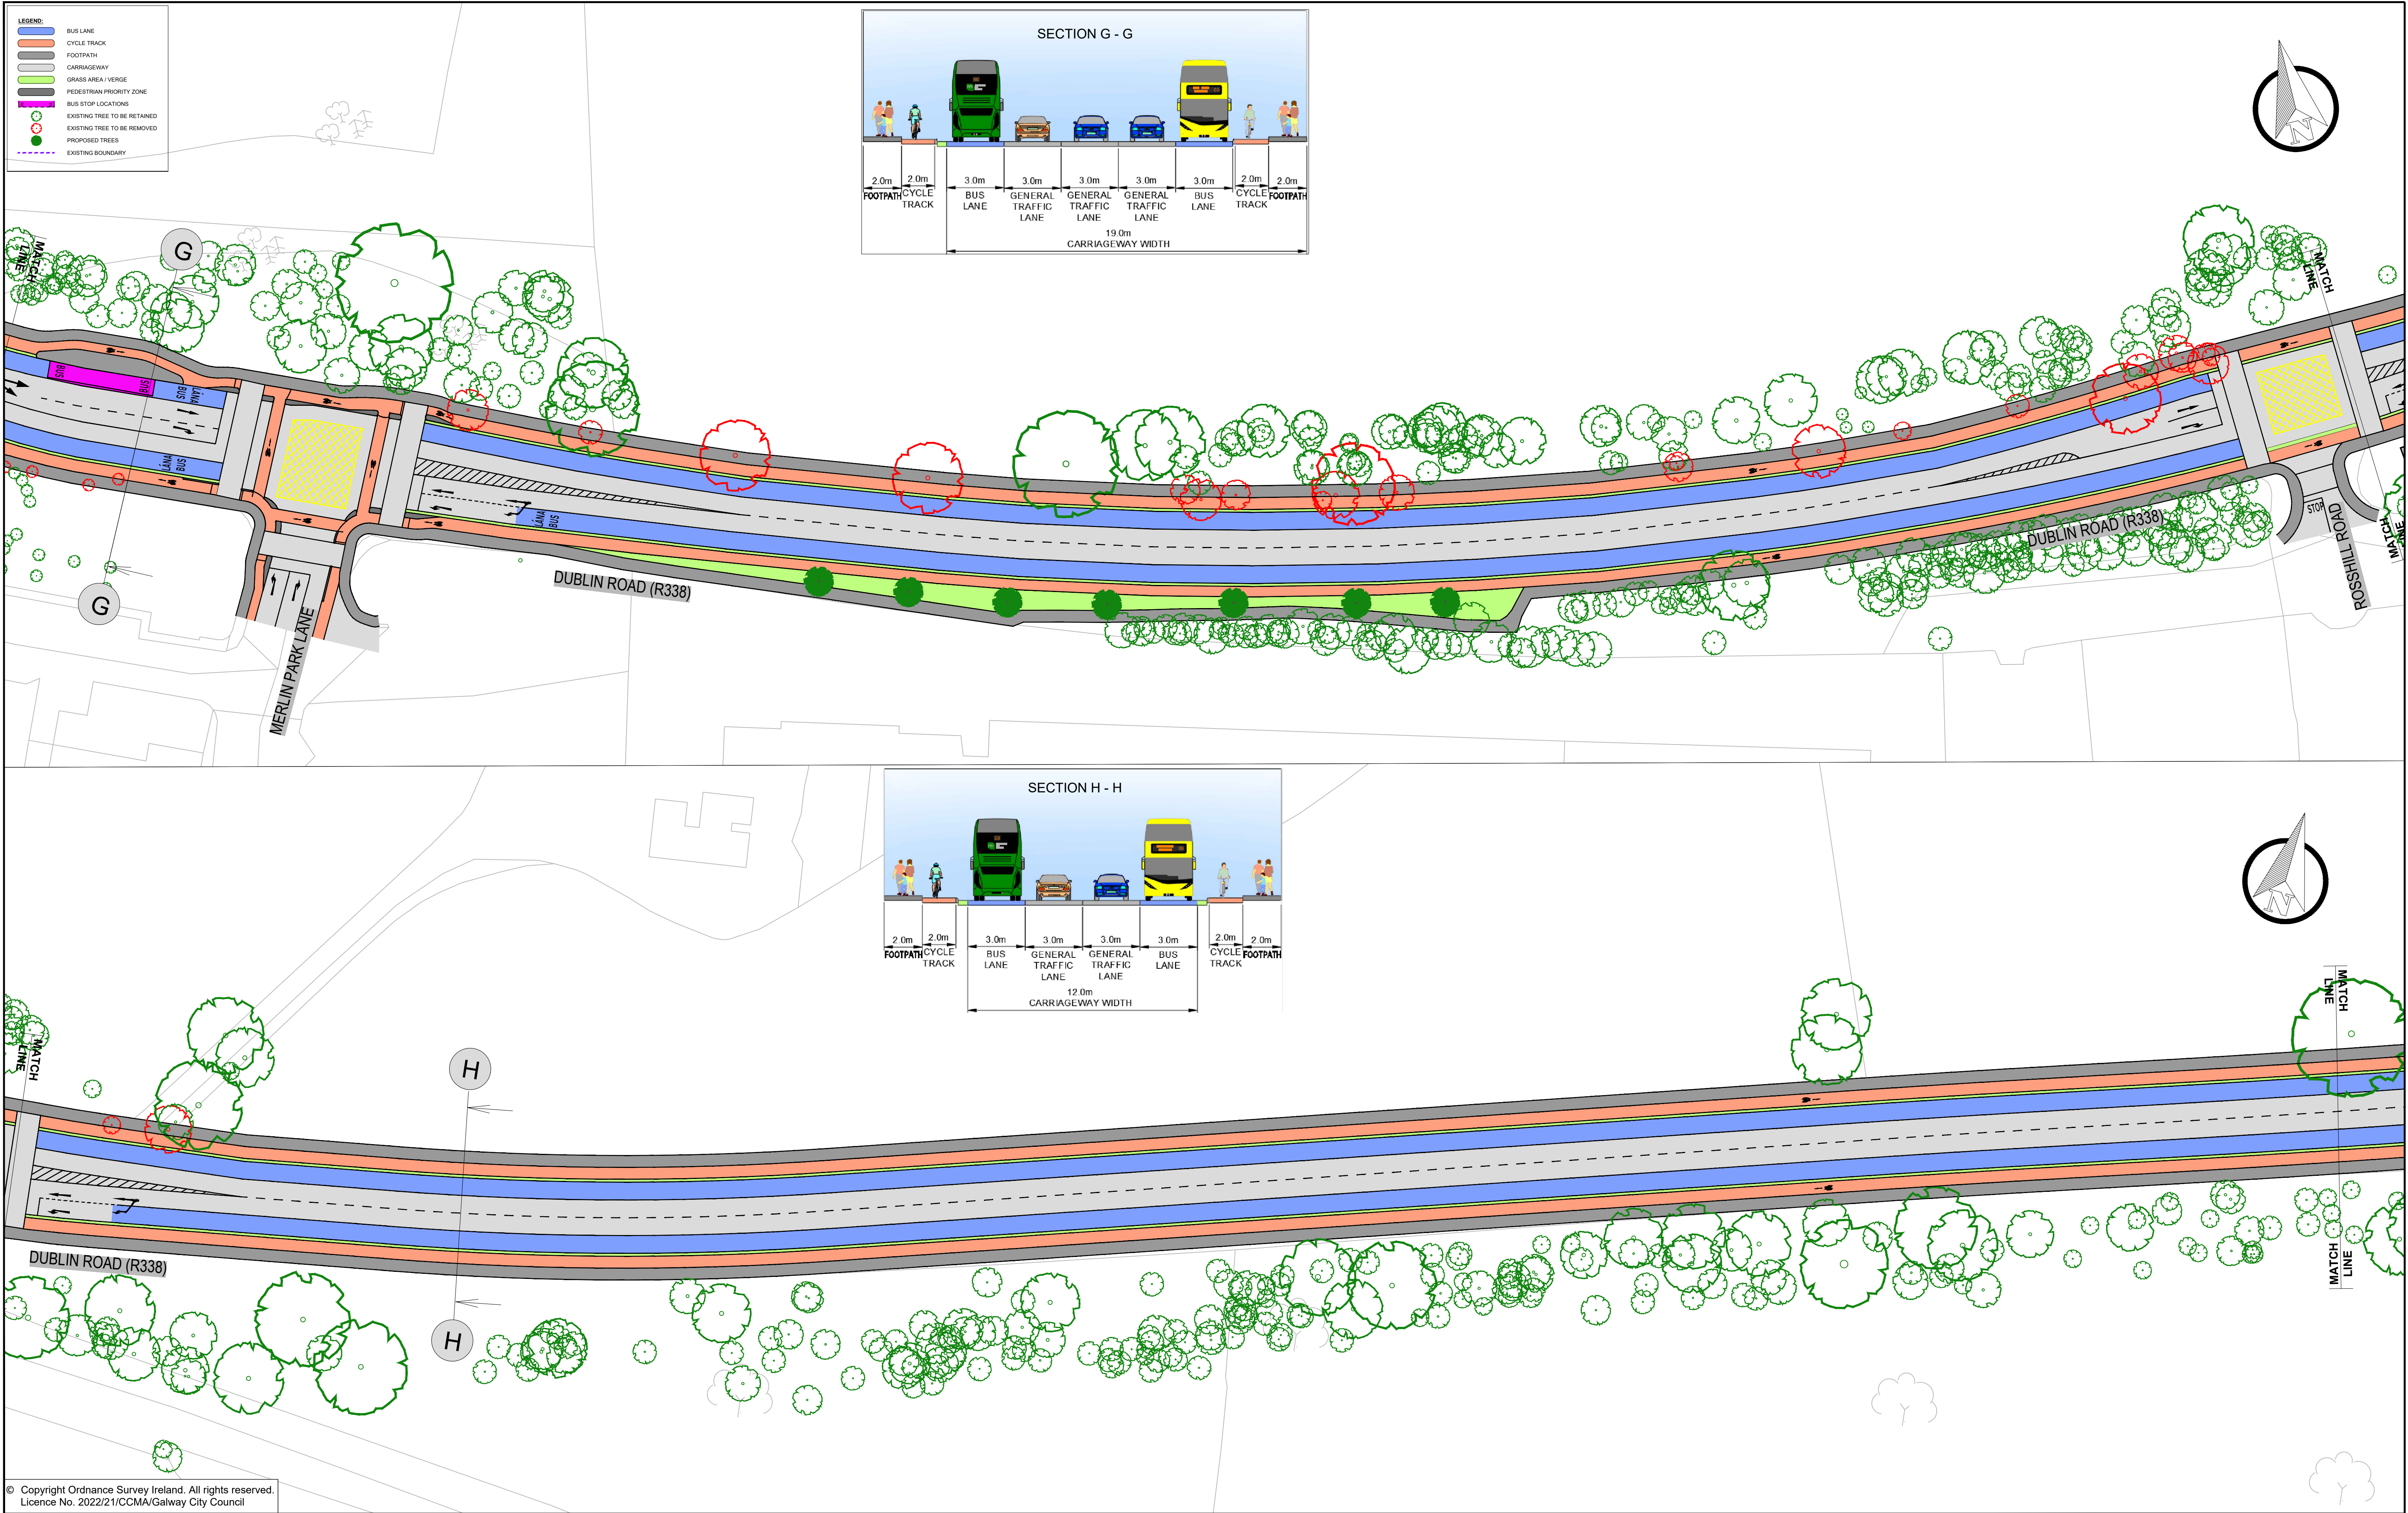 LEGEND:
BUS LANE
CYCLE TRACK
FOOTPATH
CARRIAGEWAY
GRASS AREA / VERGE
PEDESTRIAN PRIORITY ZONE
BUS STOP LOCATIONS
EXISTING TREE TO BE RETAINED
EXISTING TREE TO BE REMOVED
PROPOSED TREES
EXISTING BOUNDARY
SECTION G - G
2.0m 2.0m 3.0m 3.0m 3.0m 3.0m 3.0m 2.0m 2.0m
FOOTPATH CYCLE TRACK BUS LANE GENERAL TRAFFIC LANE GENERAL TRAFFIC LANE GENERAL TRAFFIC LANE BUS LANE CYCLE TRACK FOOTPATH
19.0m
CARRIAGEWAY WIDTH
N
MATCH
LINE
G
MATCH
LINE
BUS
BUS
LÁNA
BUS
LÁNA
BUS
LÁNA
BUS
G
DUBLIN ROAD (R338)
MERLIN PARK LANE
DUBLIN ROAD (R338)
STOP
ROSSHILL ROAD
MATCH
LINE
SECTION H - H
2.0m 2.0m 3.0m 3.0m 3.0m 3.0m 2.0m 2.0m
FOOTPATH CYCLE TRACK BUS LANE GENERAL TRAFFIC LANE GENERAL TRAFFIC LANE BUS LANE CYCLE TRACK FOOTPATH
12.0m
CARRIAGEWAY WIDTH
N
MATCH
LINE
MATCH
LINE
H
H
DUBLIN ROAD (R338)
MATCH
LINE
© Copyright Ordnance Survey Ireland. All rights reserved.
Licence No. 2022/21/CCMA/Galway City Council